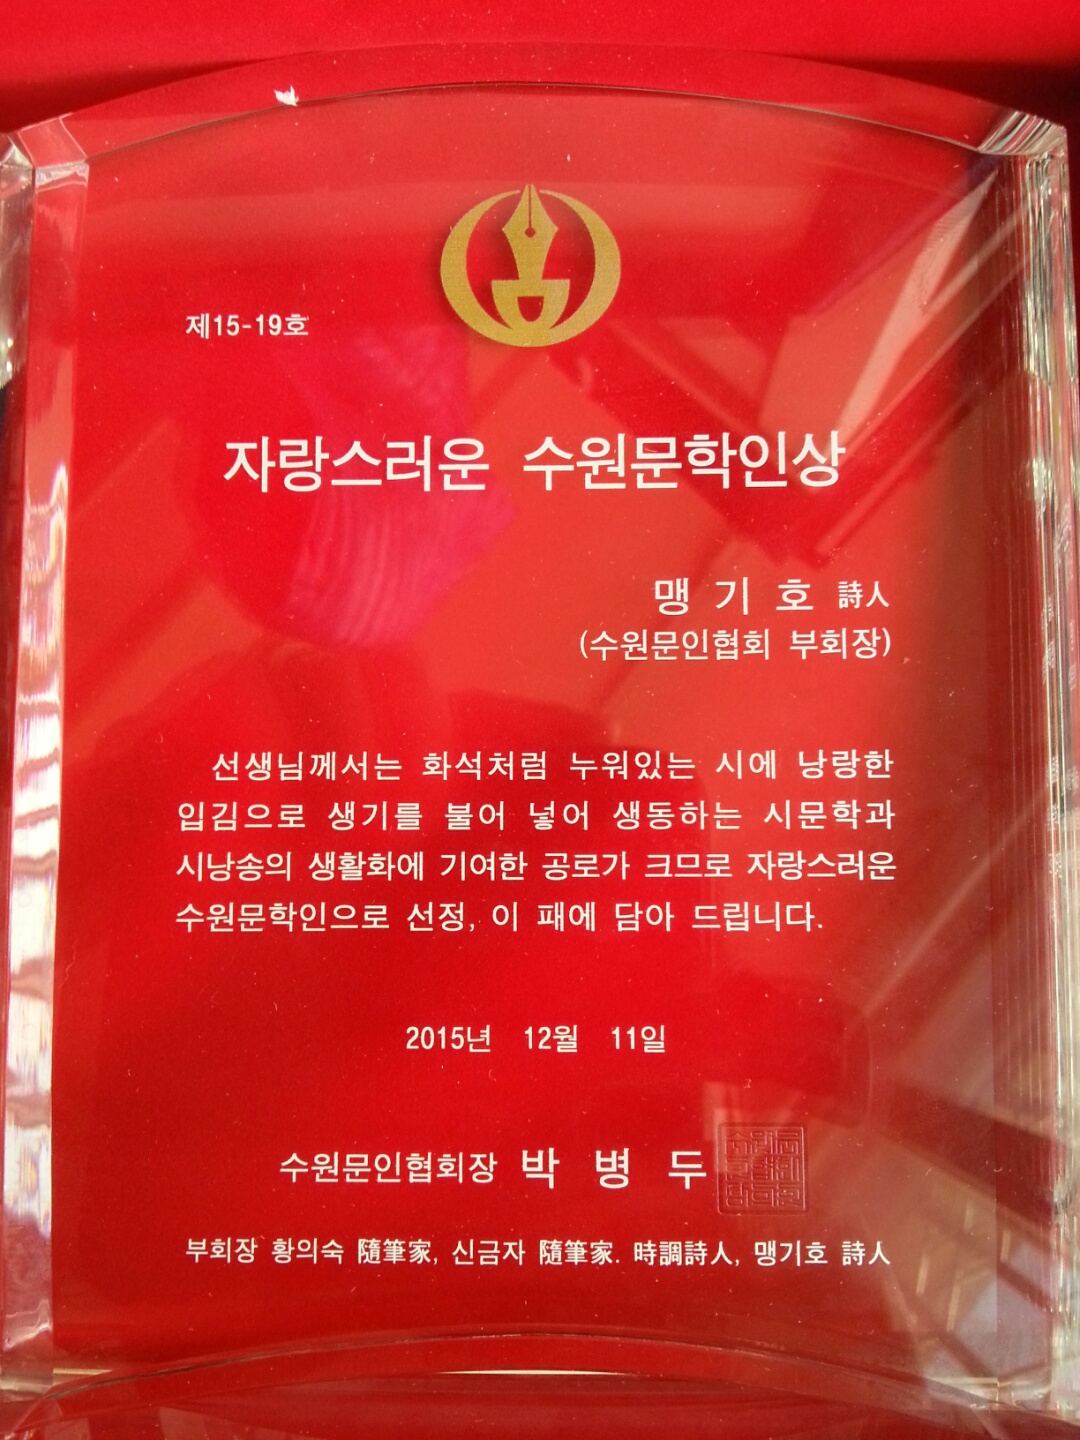 제15-19호
자랑스러운 수원문학인상
맹 기 호 詩人
(수원문인협회 부회장)
선생님께서는 화석처럼 누워있는 시에 낭랑한
입김으로 생기를 불어 넣어 생동하는 시문학과
시낭송의 생활화에 기여한 공로가 크므로 자랑스러운
수원문학인으로 선정, 이 패에 담아 드립니다.
2015년 12월 11일
수원문인협회장 박 병 두
부회장 황의숙 隨筆家, 신금자 隨筆家. 時調詩人, 맹기호 詩人